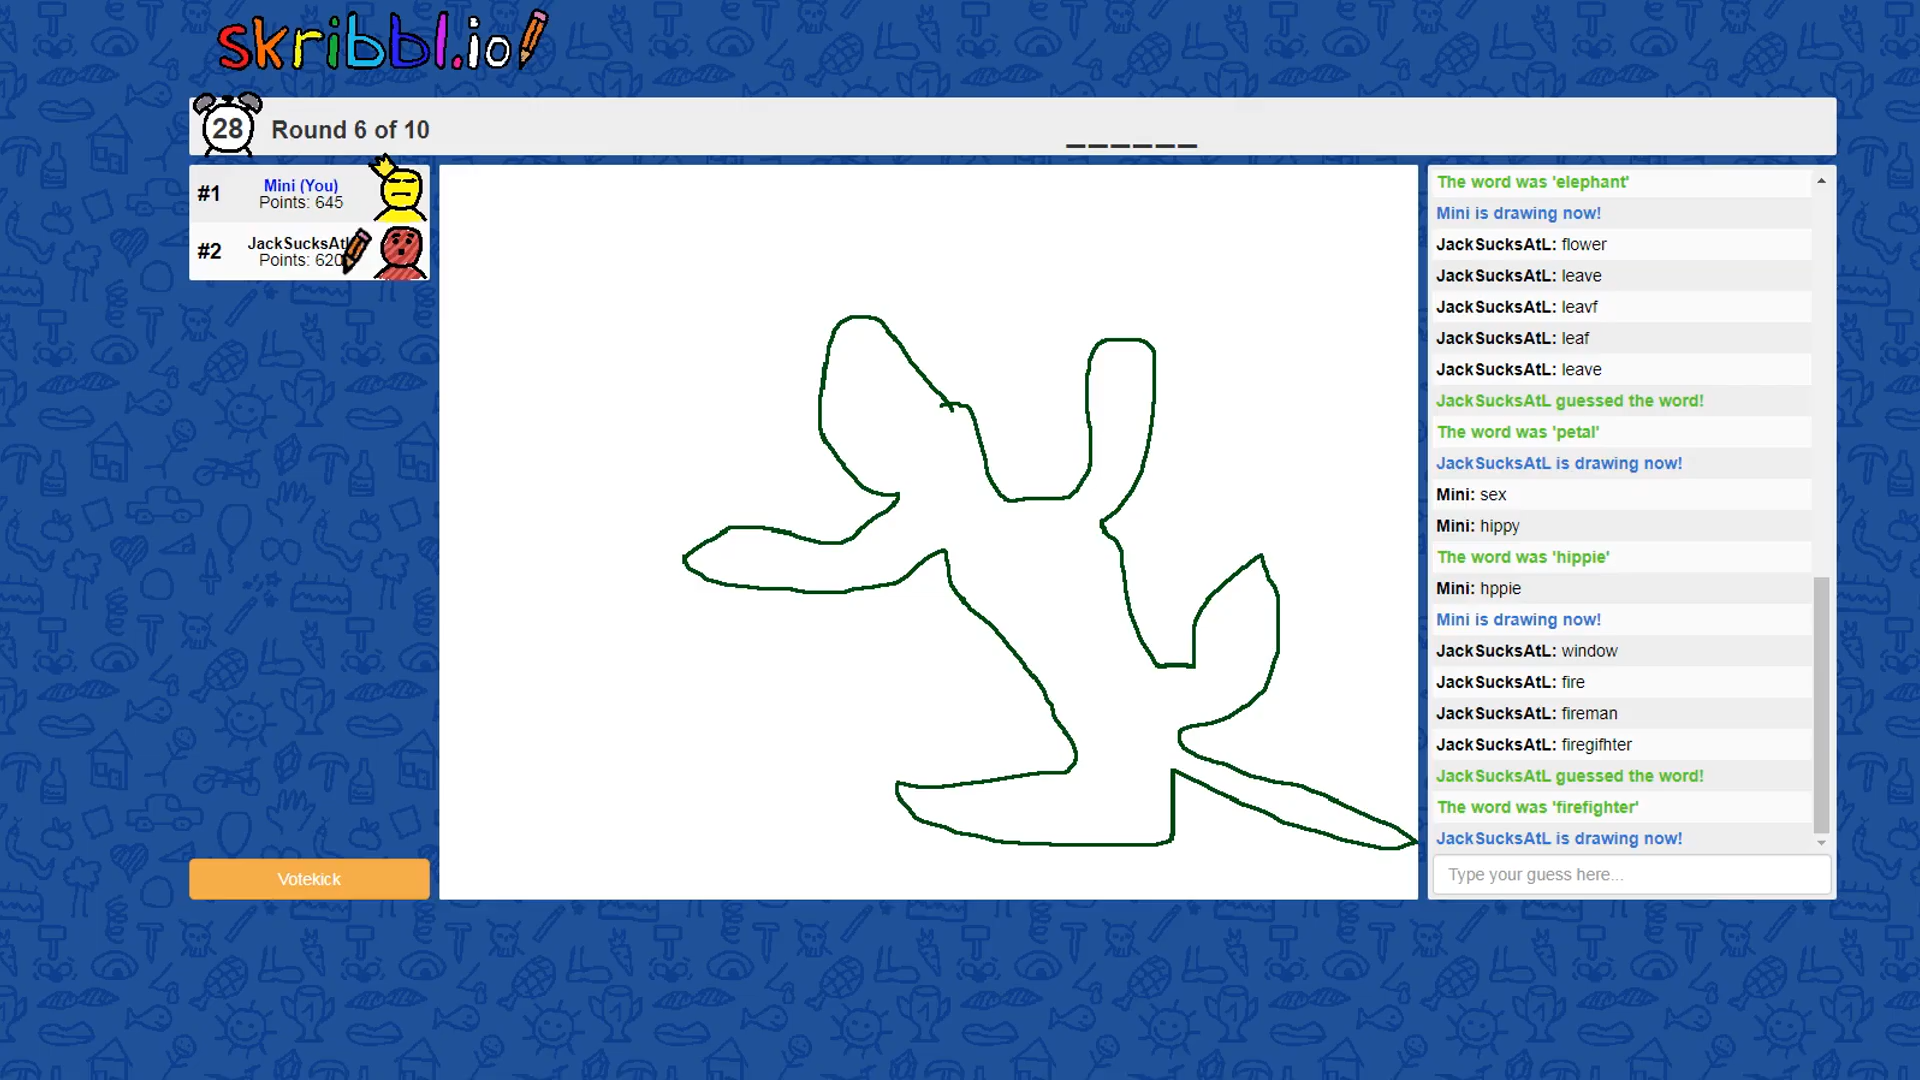 skribbl.io
28
Round 6 of 10
______
#1
Mini (You)
Points: 645
#2
JackSucksAtL
Points: 620
The word was 'elephant'
Mini is drawing now!
JackSucksAtL: flower
JackSucksAtL: leave
JackSucksAtL: leavf
JackSucksAtL: leaf
JackSucksAtL: leave
JackSucksAtL guessed the word!
The word was 'petal'
JackSucksAtL is drawing now!
Mini: sex
Mini: hippy
The word was 'hippie'
Mini: hppie
Mini is drawing now!
JackSucksAtL: window
JackSucksAtL: fire
JackSucksAtL: fireman
JackSucksAtL: firegifhter
JackSucksAtL guessed the word!
The word was 'firefighter'
JackSucksAtL is drawing now!
Votekick
Type your guess here...